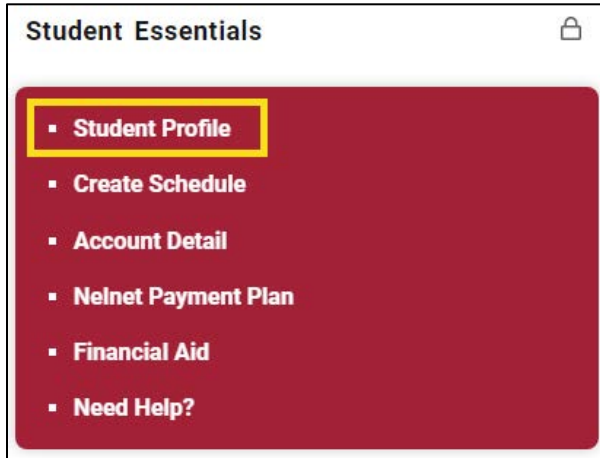 Student Essentials
Student Profile
Create Schedule
Account Detail
Nelnet Payment Plan
Financial Aid
Need Help?